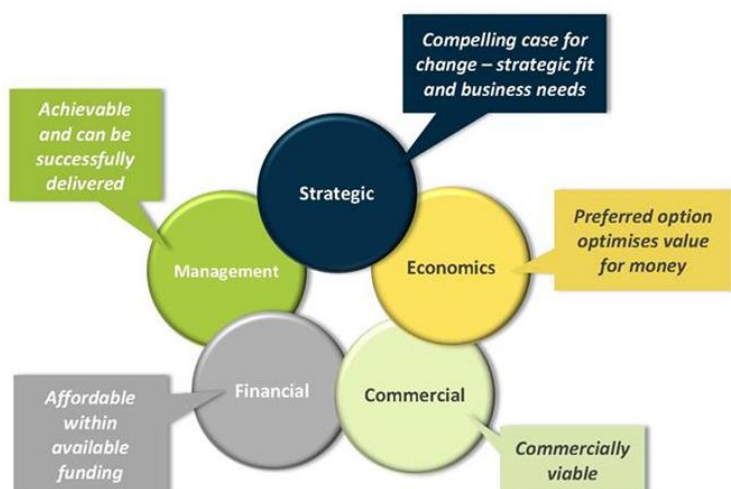 Compelling case for
change – strategic fit
and business needs
Achievable
and can be
successfully
delivered
Strategic
Preferred option
optimises value
for money
Management
Economics
Financial
Commercial
Affordable
within
available
funding
Commercially
viable